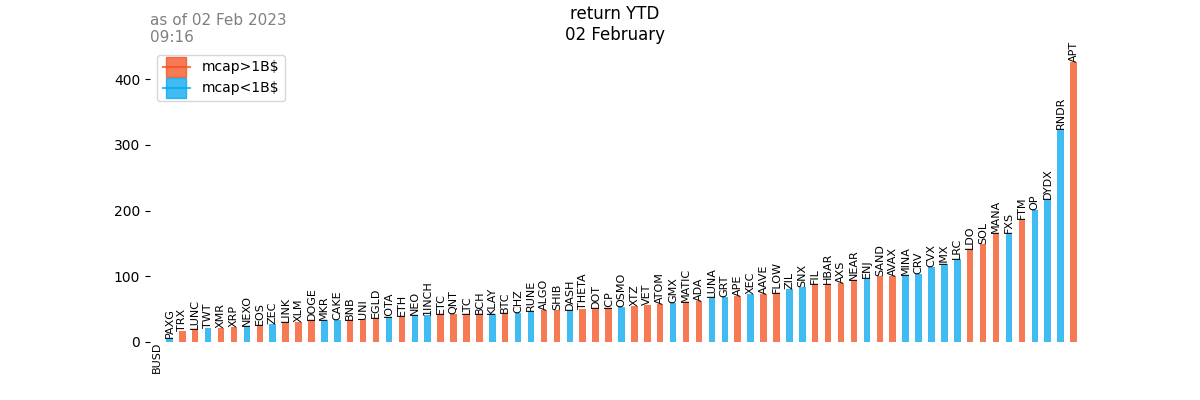 as of 02 Feb 2023
09:16
return YTD
02 February
mcap>1B$
mcap<1B$
400
300
200
100
0
BUSD
PAXG
TRX
LUNC
TWT
XMR
XRP
NEXO
EOS
ZEC
LINK
XLM
DOGE
MKR
CAKE
BNB
UNI
EGLD
IOTA
ETH
NEO
1INCH
ETC
QNT
LTC
BCH
KLAY
BTC
CHZ
RUNE
ALGO
SHIB
DASH
THETA
DOT
ICP
OSMO
XTZ
VET
ATOM
GMX
MATIC
ADA
LUNA
GRT
APE
XEC
AAVE
FLOW
ZIL
SNX
FIL
HBAR
AXS
NEAR
ENJ
SAND
AVAX
MINA
CRV
CVX
IMX
LRC
LDO
SOL
MANA
FXS
FTM
OP
DYDX
RNDR
APT